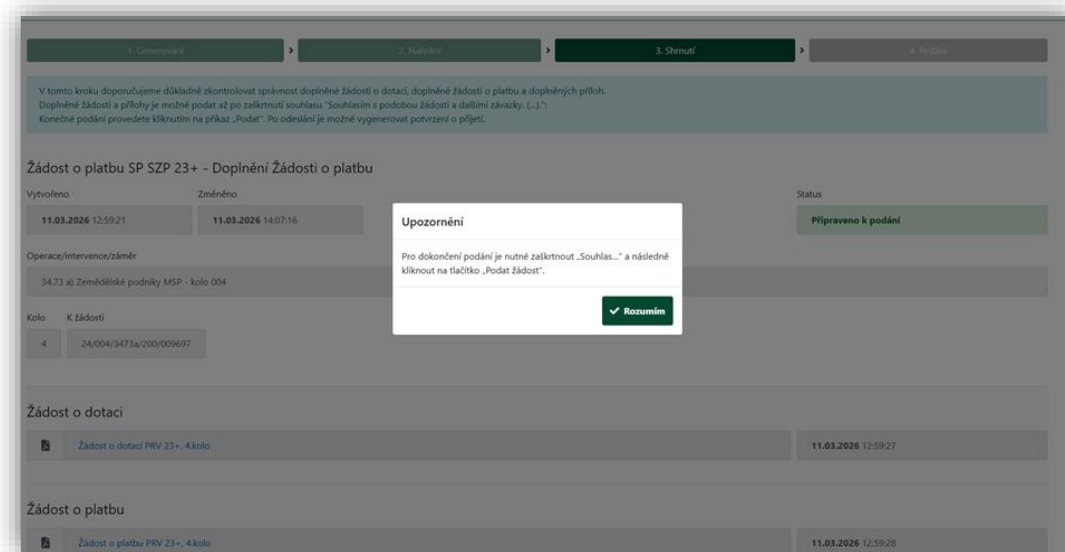 1. Generování
2. Nahrání
3. Shrnutí
4. Podání
V tomto kroku doporučujeme důkladně zkontrolovat správnost doplněné žádosti o dotaci, doplněné žádosti o platbu a doplněných příloh.
Doplněné žádosti a přílohy je možné podat až po zaškrtnutí souhlasu "Souhlasím s podobou žádosti a dalšími závazky. (...).":
Konečné podání provedete kliknutím na příkaz „Podat". Po odeslání je možné vygenerovat potvrzení o přijetí.
Žádost o platbu SP SZP 23+ - Doplnění Žádosti o platbu
Vytvořeno Změněno Status
11.03.2026 12:59:21 11.03.2026 14:07:16 Připraveno k podání
Upozornění
Pro dokončení podání je nutné zaškrtnout „Souhlas..." a následně
kliknout na tlačítko „Podat žádost".
Rozumím
Operace/intervence/záměr
34.73 a) Zemědělské podniky MSP - kolo 004
Kolo K žádosti
4 24/004/3473a/200/009697
Žádost o dotaci
Žádost o dotaci PRV 23+, 4.kolo 11.03.2026 12:59:27
Žádost o platbu
Žádost o platbu PRV 23+, 4.kolo 11.03.2026 12:59:28